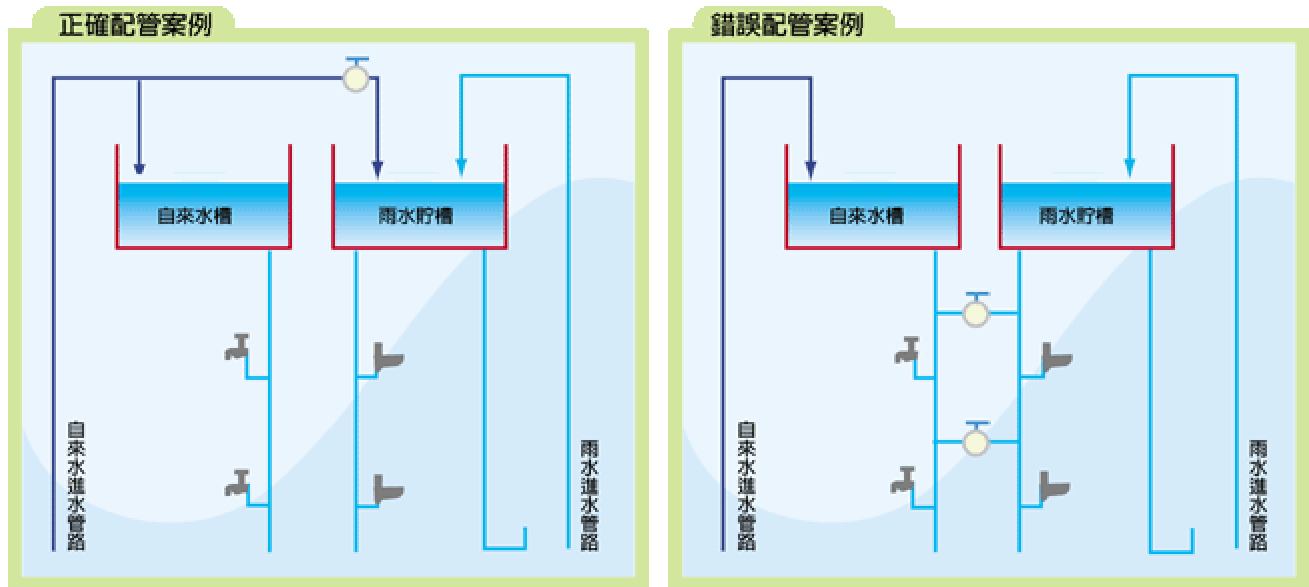 正確配管案例
自來水槽
雨水貯槽
自來水進水管路
雨水進水管路
錯誤配管案例
自來水槽
雨水貯槽
自來水進水管路
雨水進水管路